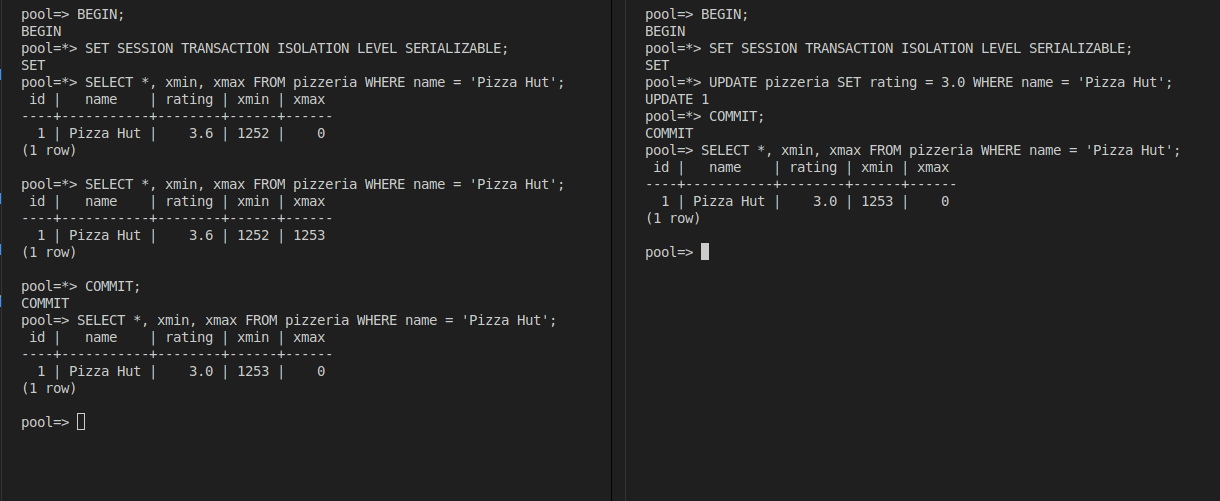 pool=> BEGIN;
BEGIN
pool=*> SET SESSION TRANSACTION ISOLATION LEVEL SERIALIZABLE;
SET
pool=*> SELECT *, xmin, xmax FROM pizzeria WHERE name = 'Pizza Hut';
 id |   name    | rating | xmin | xmax
----+-----------+--------+------+------
  1 | Pizza Hut |    3.6 | 1252 |    0
(1 row)

pool=*> SELECT *, xmin, xmax FROM pizzeria WHERE name = 'Pizza Hut';
 id |   name    | rating | xmin | xmax
----+-----------+--------+------+------
  1 | Pizza Hut |    3.6 | 1252 | 1253
(1 row)

pool=*> COMMIT;
COMMIT
pool=> SELECT *, xmin, xmax FROM pizzeria WHERE name = 'Pizza Hut';
 id |   name    | rating | xmin | xmax
----+-----------+--------+------+------
  1 | Pizza Hut |    3.0 | 1253 |    0
(1 row)

pool=>
pool=> BEGIN;
BEGIN
pool=*> SET SESSION TRANSACTION ISOLATION LEVEL SERIALIZABLE;
SET
pool=*> UPDATE pizzeria SET rating = 3.0 WHERE name = 'Pizza Hut';
UPDATE 1
pool=*> COMMIT;
COMMIT
pool=> SELECT *, xmin, xmax FROM pizzeria WHERE name = 'Pizza Hut';
 id |   name    | rating | xmin | xmax
----+-----------+--------+------+------
  1 | Pizza Hut |    3.0 | 1253 |    0
(1 row)

pool=>